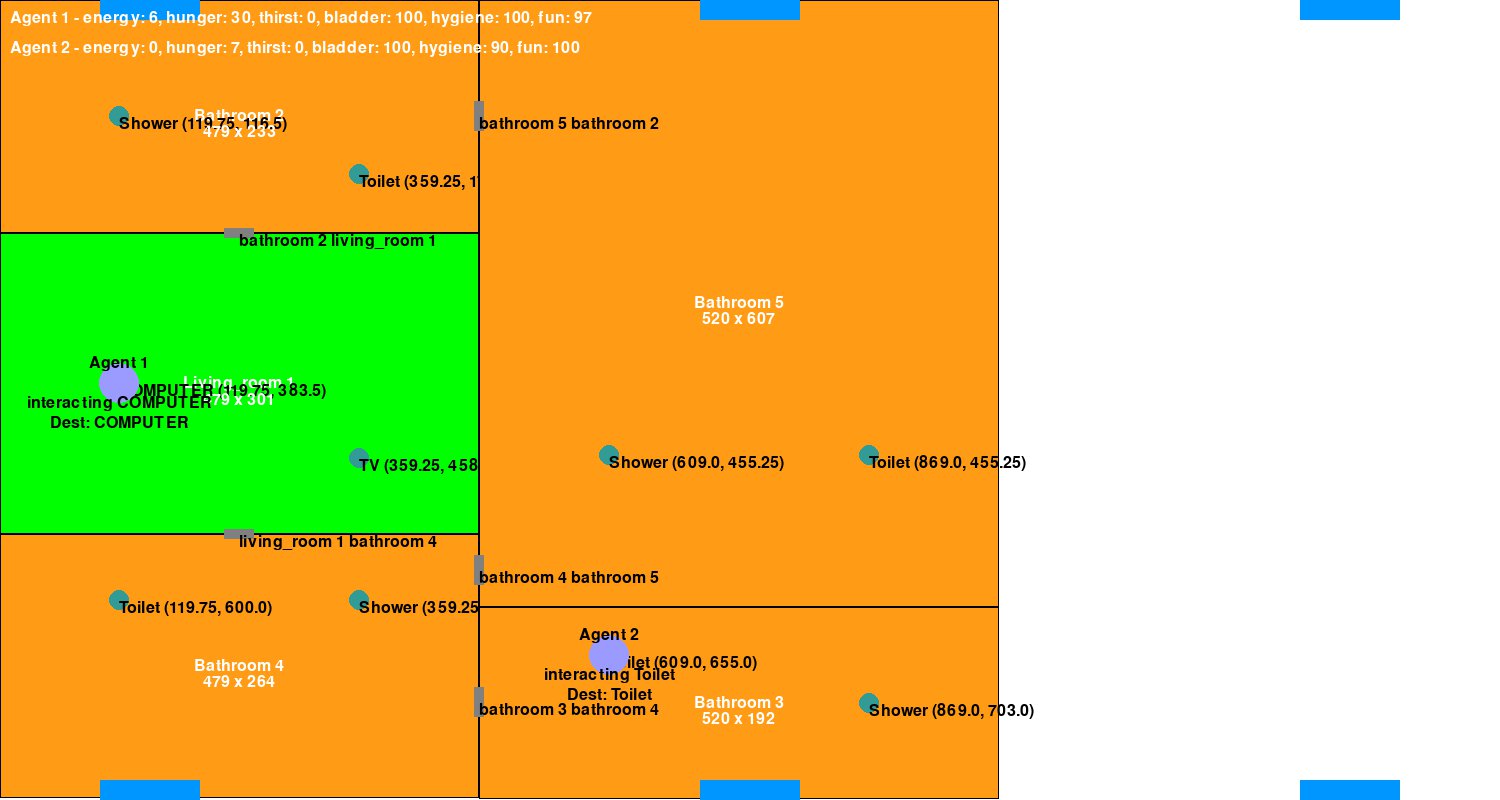 Agent 1 - energy: 6, hunger: 30, thirst: 0, bladder: 100, hygiene: 100, fun: 97
Agent 2 - energy: 0, hunger: 7, thirst: 0, bladder: 100, hygiene: 90, fun: 100
Bathroom 2
479 x 233
Shower (119.75, 116.5)
bathroom 5 bathroom 2
Toilet (359.25, 1
bathroom 2 living_room 1
Bathroom 5
520 x 607
Agent 1
Living_room 1
479 x 301
OMPUTER (119.75, 383.5)
interacting COMPUTER
Dest: COMPUTER
TV (359.25, 458
Shower (609.0, 455.25)
Toilet (869.0, 455.25)
living_room 1 bathroom 4
bathroom 4 bathroom 5
Toilet (119.75, 600.0)
Shower (359.25
Agent 2
ilet (609.0, 655.0)
interacting Toilet
Dest: Toilet
Bathroom 4
479 x 264
bathroom 3 bathroom 4
Bathroom 3
520 x 192
Shower (869.0, 703.0)